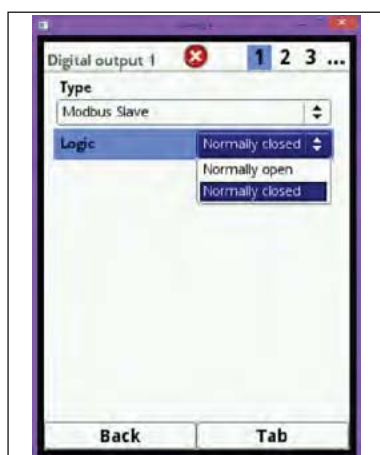 Digital output 1 1 2 3 ...
Type
Modbus Slave
Logic Normally closed
Normally open
Normally closed
Back Tab